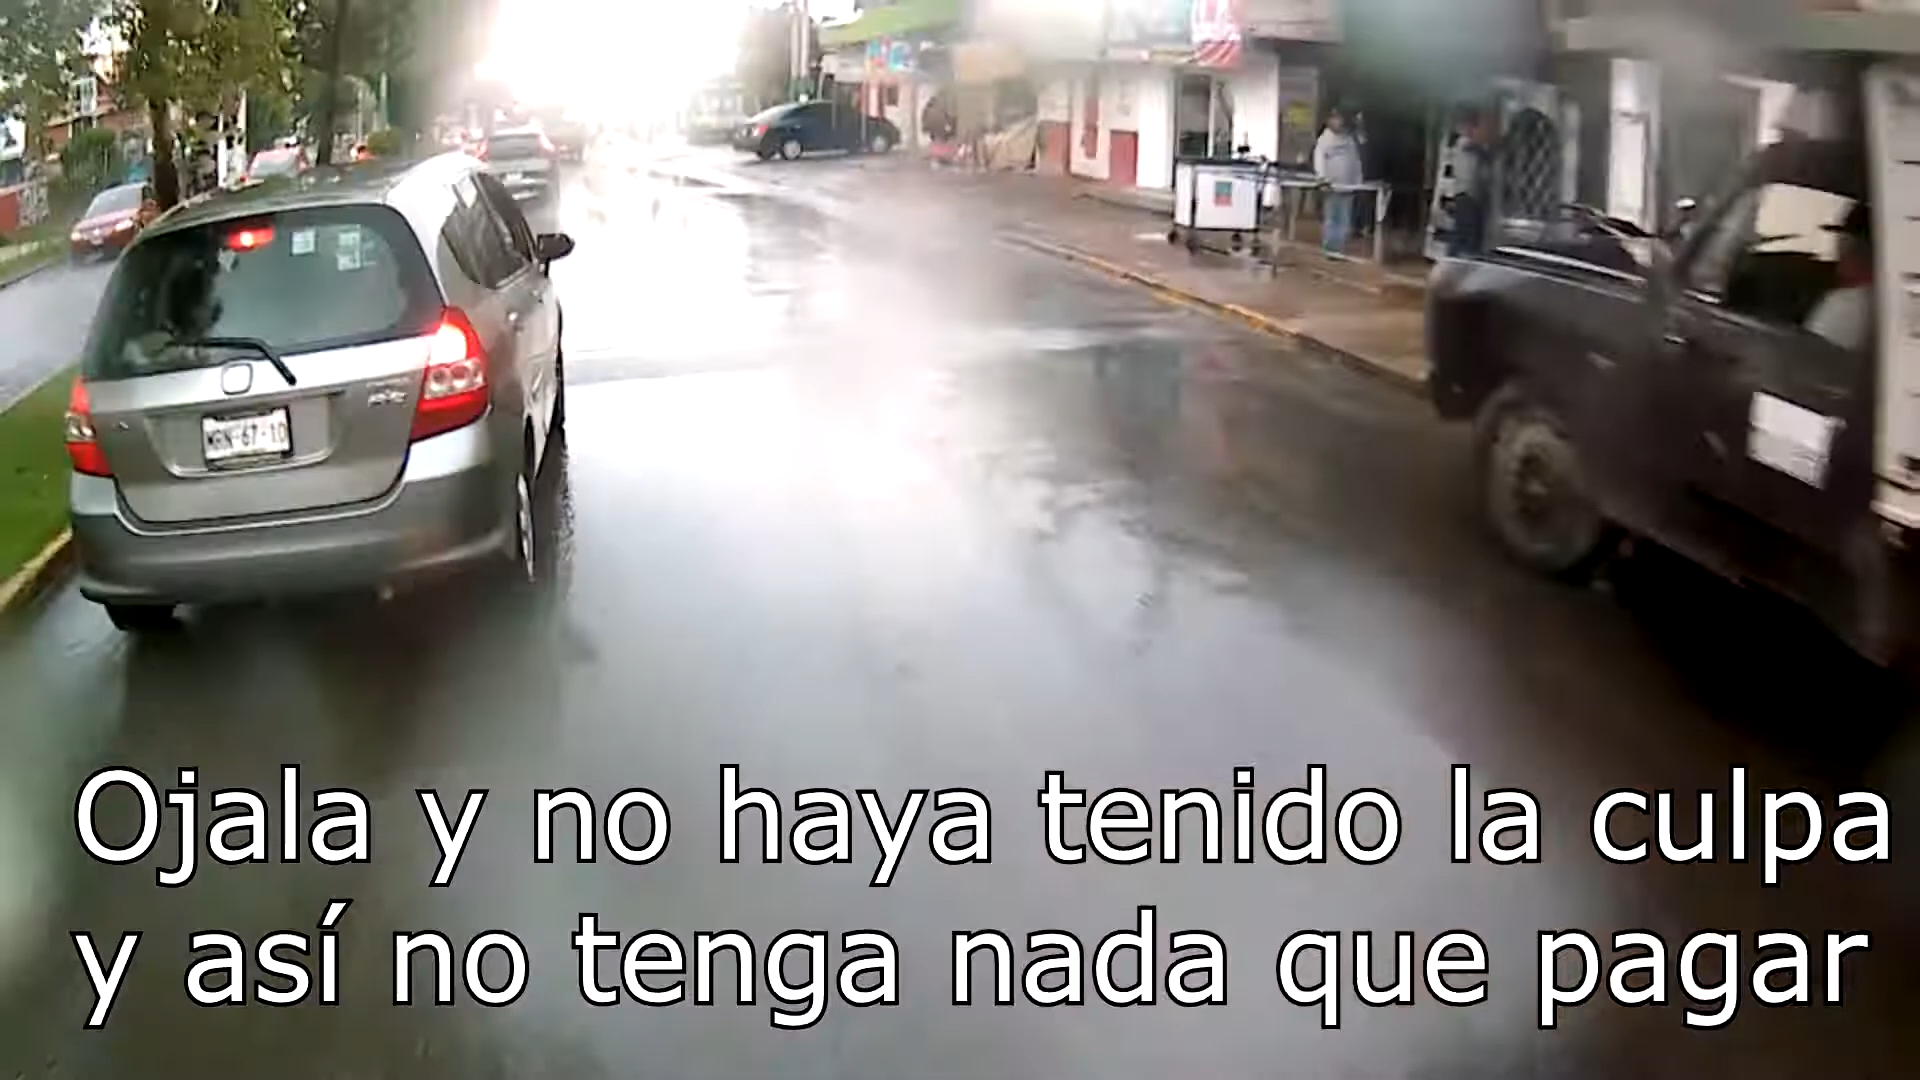 Ojala y no haya tenido la culpa
y así no tenga nada que pagar